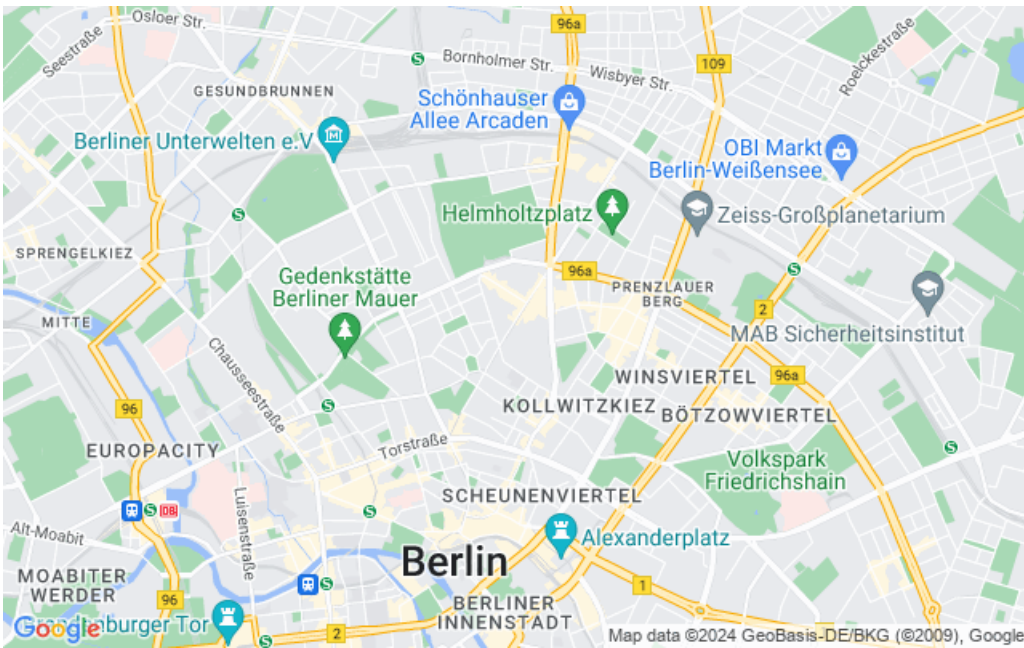 Osloer Str.
96a
Seestraße
Bornholmer Str.
109
Roelckestraße
Wisbyer Str.
GESUNDBRUNNEN
Schönhauser
Allee Arcaden
Berliner Unterwelten e.V
OBI Markt
Berlin-Weißensee
S
Helmholtzplatz
Zeiss-Großplanetarium
S
SPRENGELKIEZ
96a
Gedenkstätte
Berliner Mauer
PRENZLAUER
BERG
S
2
MITTE
MAB Sicherheitsinstitut
Chausseestraße
WINSVIERTEL
96a
96
S
KOLLWITZKIEZ
BÖTZOWVIERTEL
EUROPACITY
Torstraße
S
Volkspark
Friedrichshain
Luisenstraße
SCHEUNENVIERTEL
S
DB
S
Alt-Moabit
Alexanderplatz
Berlin
MOABITER
WERDER
S
1
96
BERLINER
INNENSTADT
Brandenburger Tor
Google
S
2
Map data ©2024 GeoBasis-DE/BKG (©2009), Google